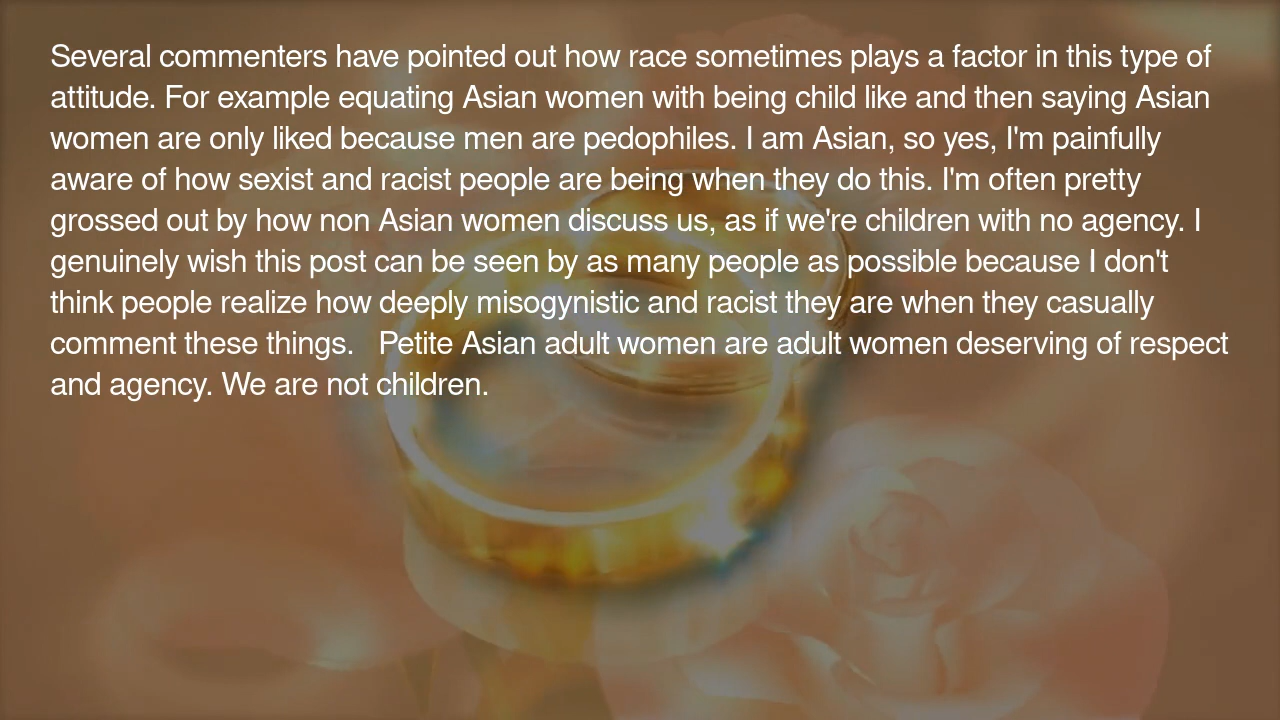 Several commenters have pointed out how race sometimes plays a factor in this type of
attitude. For example equating Asian women with being child like and then saying Asian
women are only liked because men are pedophiles. I am Asian, so yes, I'm painfully
aware of how sexist and racist people are being when they do this. I'm often pretty
grossed out by how non Asian women discuss us, as if we're children with no agency. I
genuinely wish this post can be seen by as many people as possible because I don't
think people realize how deeply misogynistic and racist they are when they casually
comment these things.   Petite Asian adult women are adult women deserving of respect
and agency. We are not children.